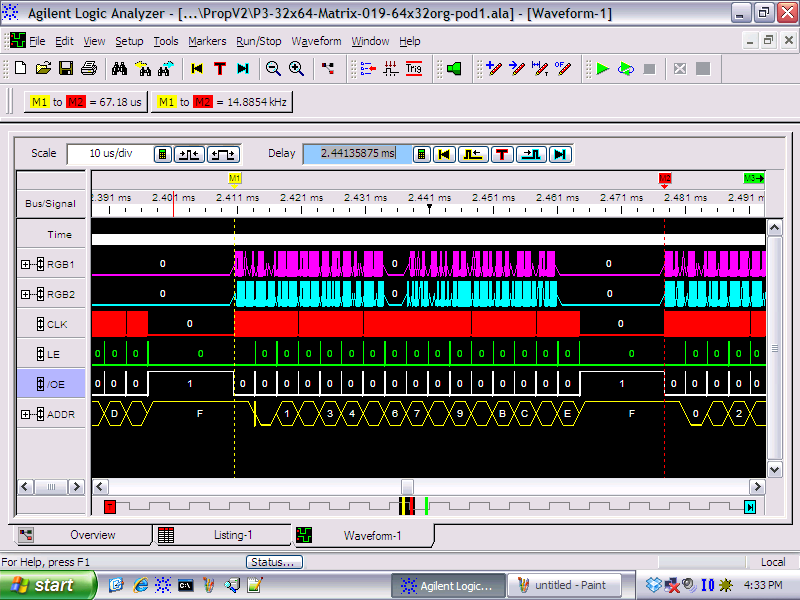 Agilent Logic Analyzer - [...\PropV2\P3-32x64-Matrix-019-64x32org-pod1.ala] - [Waveform-1]
File Edit View Setup Tools Markers Run/Stop Waveform Window Help
T Trig
M1 to M2 = 67.18 us M1 to M2 = 14.8854 kHz
Scale 10 us/div Delay 2.44135875 ms T
M1 M2 M3
Bus/Signal 2.391 ms 2.401 ms 2.411 ms 2.421 ms 2.431 ms 2.441 ms 2.451 ms 2.461 ms 2.471 ms 2.481 ms 2.491 ms
Time
RGB1 0 0 0
RGB2 0 0 0
CLK 0 0
LE 0 0 0 0 0 0 0 0 0 0 0 0 0 0 0 0 0 0 0 0 0 0 0
/OE 0 0 0 1 0 0 0 0 0 0 0 0 0 0 0 0 0 0 0 1 0 0 0 0 0
ADDR D F 1 3 4 6 7 9 B C E F 0 2
Overview Listing-1 Waveform-1
For Help, press F1 Status... Local
start Agilent Logic... untitled - Paint 4:33 PM